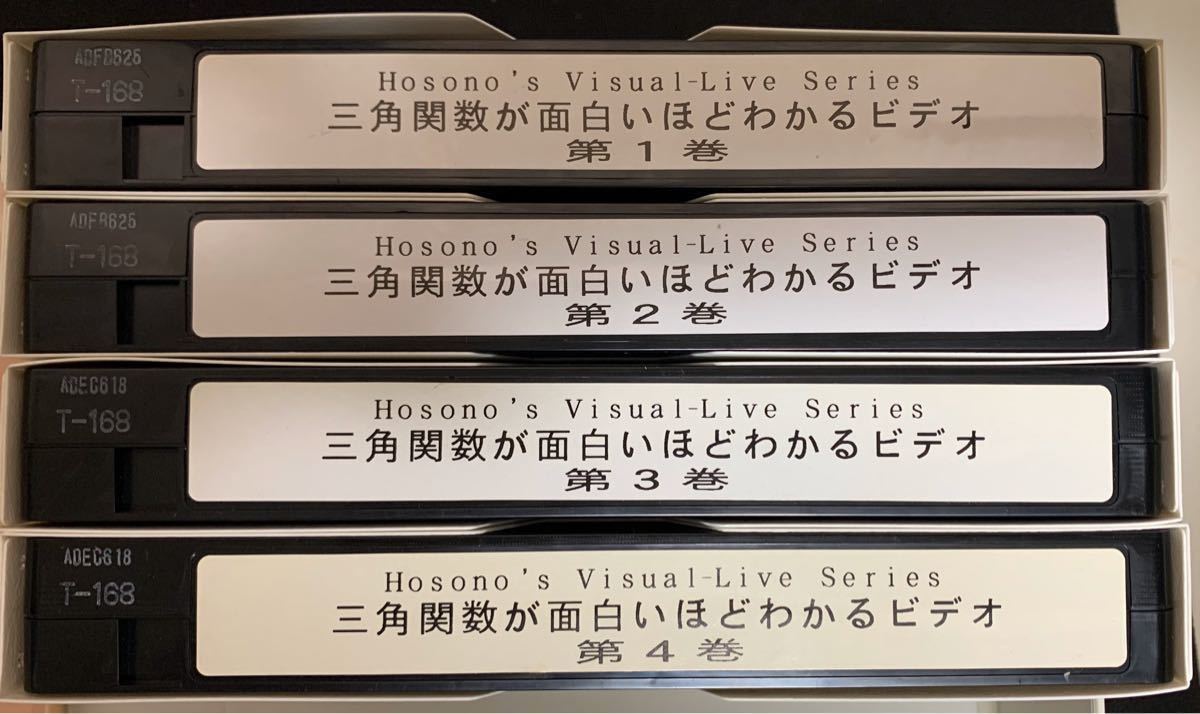 ADFB626
T-168
Hosono's Visual-Live Series
三角関数が面白いほどわかるビデオ
第1巻
ADFB626
T-168
Hosono's Visual-Live Series
三角関数が面白いほどわかるビデオ
第2巻
ADEC618
T-168
Hosono's Visual-Live Series
三角関数が面白いほどわかるビデオ
第3巻
ADEC618
T-168
Hosono's Visual-Live Series
三角関数が面白いほどわかるビデオ
第4巻